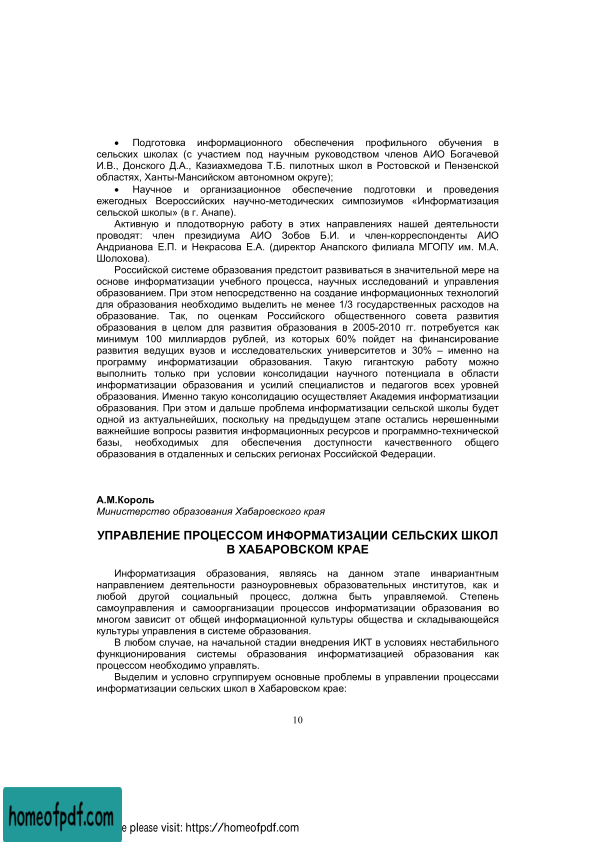 • Подготовка информационного обеспечения профильного обучения в
сельских школах (с участием под научным руководством членов АИО Богачевой
И.В., Донского Д.А., Казиахмедова Т.Б. пилотных школ в Ростовской и Пензенской
областях, Ханты-Мансийском автономном округе);
• Научное и организационное обеспечение подготовки и проведения
ежегодных Всероссийских научно-методических симпозиумов «Информатизация
сельской школы» (в г. Анапе).
Активную и плодотворную работу в этих направлениях нашей деятельности
проводят: член президиума АИО Зобов Б.И. и член-корреспонденты АИО
Андрианова Е.П. и Некрасова Е.А. (директор Анапского филиала МГОПУ им. М.А.
Шолохова).
Российской системе образования предстоит развиваться в значительной мере на
основе информатизации учебного процесса, научных исследований и управления
образованием. При этом непосредственно на создание информационных технологий
для образования необходимо выделить не менее 1/3 государственных расходов на
образование. Так, по оценкам Российского общественного совета развития
образования в целом для развития образования в 2005-2010 гг. потребуется как
минимум 100 миллиардов рублей, из которых 60% пойдет на финансирование
развития ведущих вузов и исследовательских университетов и 30% – именно на
программу информатизации образования. Такую гигантскую работу можно
выполнить только при условии консолидации научного потенциала в области
информатизации образования и усилий специалистов и педагогов всех уровней
образования. Именно такую консолидацию осуществляет Академия информатизации
образования. При этом и дальше проблема информатизации сельской школы будет
одной из актуальнейших, поскольку на предыдущем этапе остались нерешенными
важнейшие вопросы развития информационных ресурсов и программно-технической
базы, необходимых для обеспечения доступности качественного общего
образования в отдаленных и сельских регионах Российской Федерации.
А.М.Король
Министерство образования Хабаровского края
УПРАВЛЕНИЕ ПРОЦЕССОМ ИНФОРМАТИЗАЦИИ СЕЛЬСКИХ ШКОЛ
В ХАБАРОВСКОМ КРАЕ
Информатизация образования, являясь на данном этапе инвариантным
направлением деятельности разноуровневых образовательных институтов, как и
любой другой социальный процесс, должна быть управляемой. Степень
самоуправления и самоорганизации процессов информатизации образования во
многом зависит от общей информационной культуры общества и складывающейся
культуры управления в системе образования.
В любом случае, на начальной стадии внедрения ИКТ в условиях нестабильного
функционирования системы образования информатизацией образования как
процессом необходимо управлять.
Выделим и условно сгруппируем основные проблемы в управлении процессами
информатизации сельских школ в Хабаровском крае:
10
homeofpdf.com
e please visit: https://homeofpdf.com